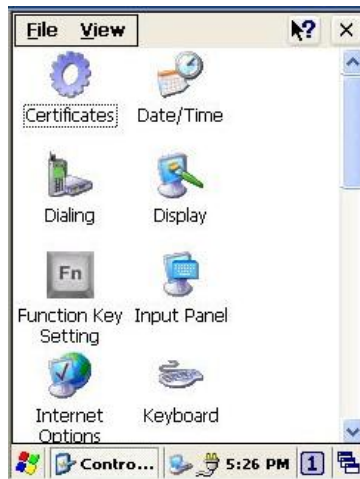 File View
Certificates Date/Time
Dialing Display
Fn
Function Key Input Panel
Setting
Internet Keyboard
Options
Contro... 5:26 PM 1